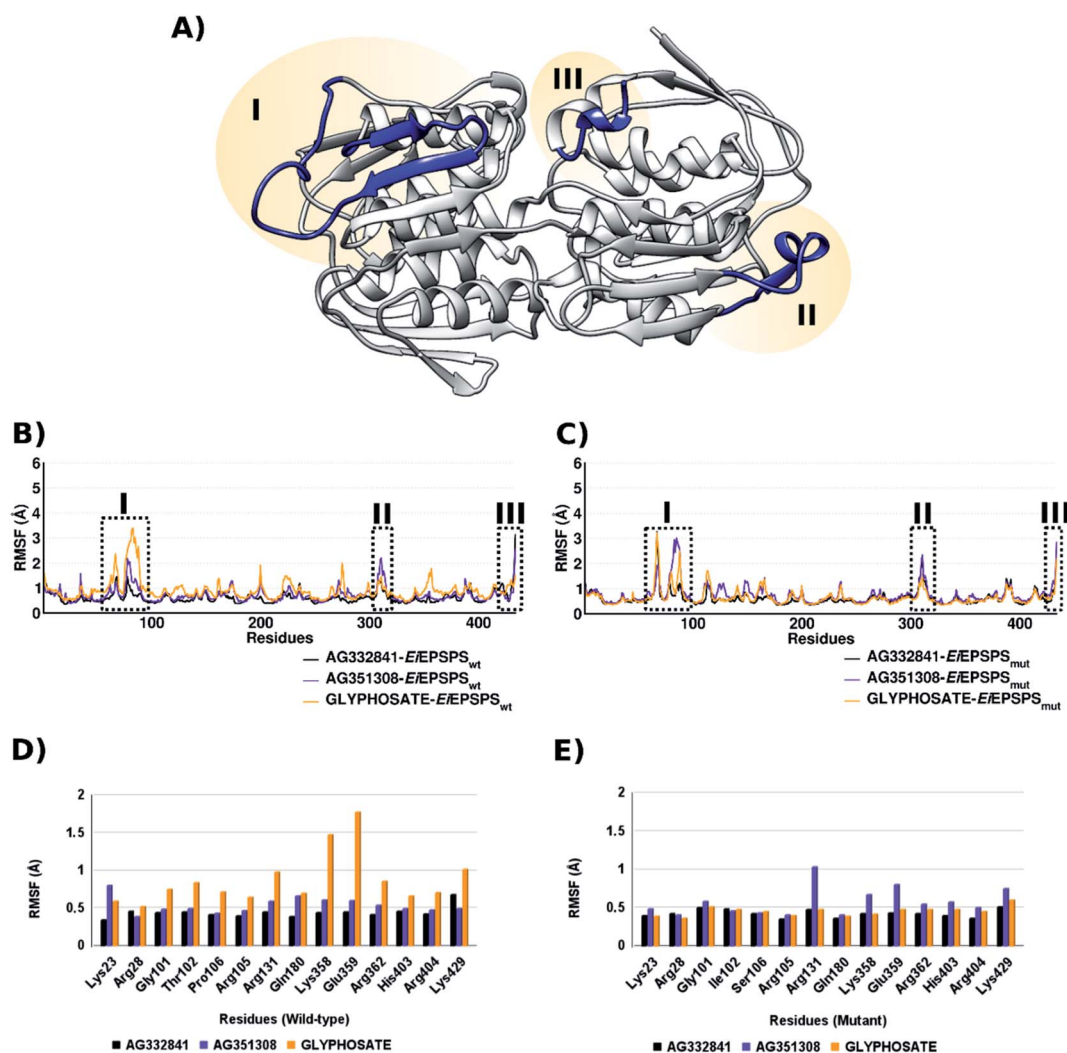 A)
I
III
II
B)
6
5
4
3
2
1
0
RMSF (Å)
I
II
III
100
200
300
400
Residues
AG332841-EiEPSPSwt
AG351308-EiEPSPSwt
GLYPHOSATE-EiEPSPSwt
C)
6
5
4
3
2
1
0
RMSF (Å)
I
II
III
100
200
300
400
Residues
AG332841-EiEPSPSmut
AG351308-EiEPSPSmut
GLYPHOSATE-EiEPSPSmut
D)
2
1.5
1
0.5
0
RMSF (Å)
Lys23
Arg28
Gly101
Thr102
Pro106
Arg105
Arg131
Gln180
Lys358
Glu359
Arg362
His403
Arg404
Lys429
Residues (Wild-type)
AG332841 AG351308 GLYPHOSATE
E)
2
1.5
1
0.5
0
RMSF (Å)
Lys23
Arg28
Gly101
Ile102
Ser106
Arg105
Arg131
Gln180
Lys358
Glu359
Arg362
His403
Arg404
Lys429
Residues (Mutant)
AG332841 AG351308 GLYPHOSATE